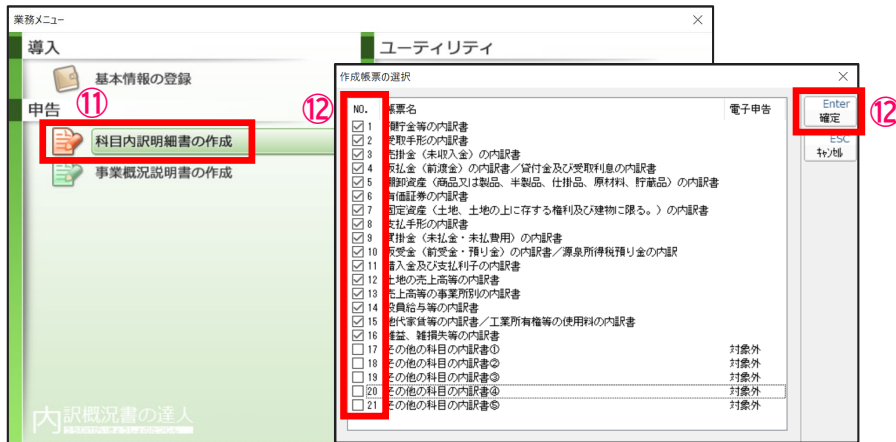 業務メニュー
導入
ユーティリティ
基本情報の登録
申告
⑪
科目内訳明細書の作成
事業概況説明書の作成
内訳概況書の達人
作成帳票の選択
⑫
NO. 帳票名 電子申告
1 預貯金等の内訳書
2 受取手形の内訳書
3 売掛金（未収入金）の内訳書
4 仮払金（前渡金）の内訳書／貸付金及び受取利息の内訳書
5 棚卸資産（商品又は製品、半製品、仕掛品、原材料、貯蔵品）の内訳書
6 有価証券の内訳書
7 固定資産（土地、土地の上に存する権利及び建物に限る。）の内訳書
8 支払手形の内訳書
9 買掛金（未払金・未払費用）の内訳書
10 仮受金（前受金・預り金）の内訳書／源泉所得税預り金の内訳
11 借入金及び支払利子の内訳書
12 土地の売上高等の内訳書
13 売上高等の事業所別の内訳書
14 役員給与等の内訳書
15 地代家賃等の内訳書／工業所有権等の使用料の内訳書
16 雑益、雑損失等の内訳書
17 その他の科目の内訳書① 対象外
18 その他の科目の内訳書② 対象外
19 その他の科目の内訳書③ 対象外
20 その他の科目の内訳書④ 対象外
21 その他の科目の内訳書⑤ 対象外
Enter
確定
⑫
ESC
ｷｬﾝｾﾙ